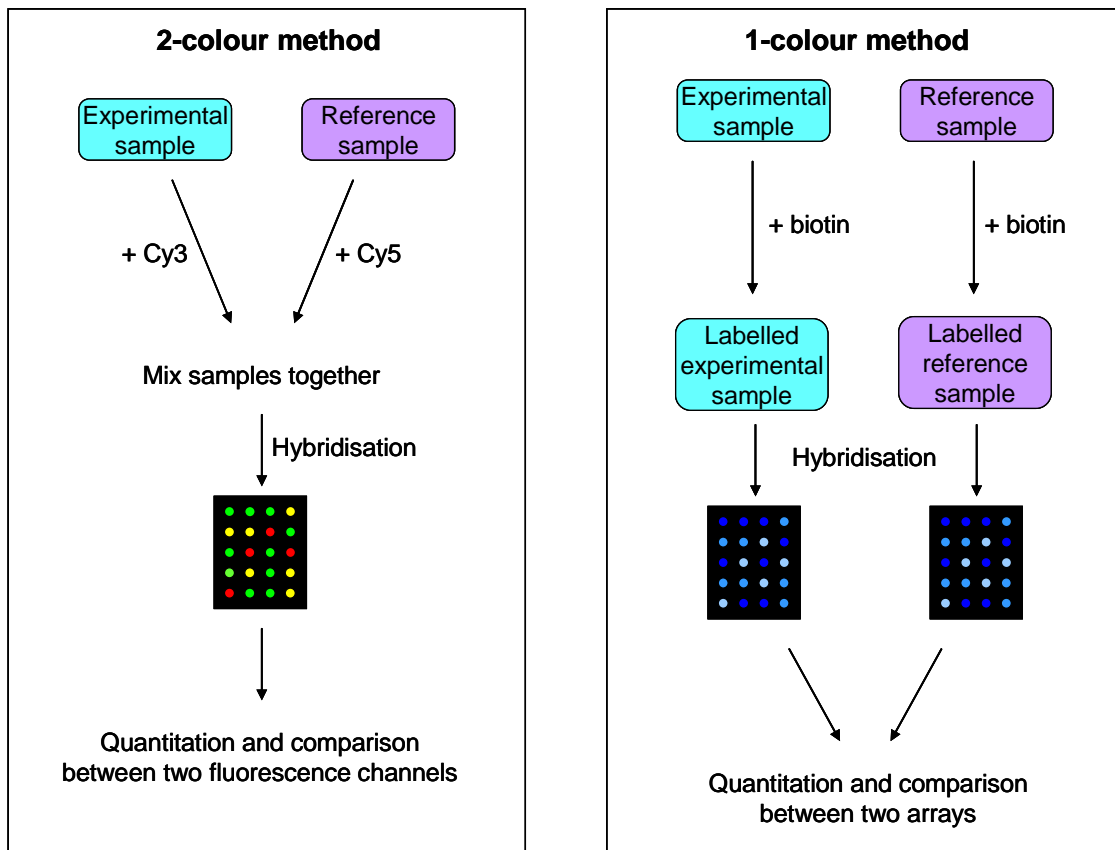 2-colour method
Experimental
sample
Reference
sample
+ Cy3
+ Cy5
Mix samples together
Hybridisation
Quantitation and comparison
between two fluorescence channels
1-colour method
Experimental
sample
Reference
sample
+ biotin
+ biotin
Labelled
experimental
sample
Labelled
reference
sample
Hybridisation
Quantitation and comparison
between two arrays